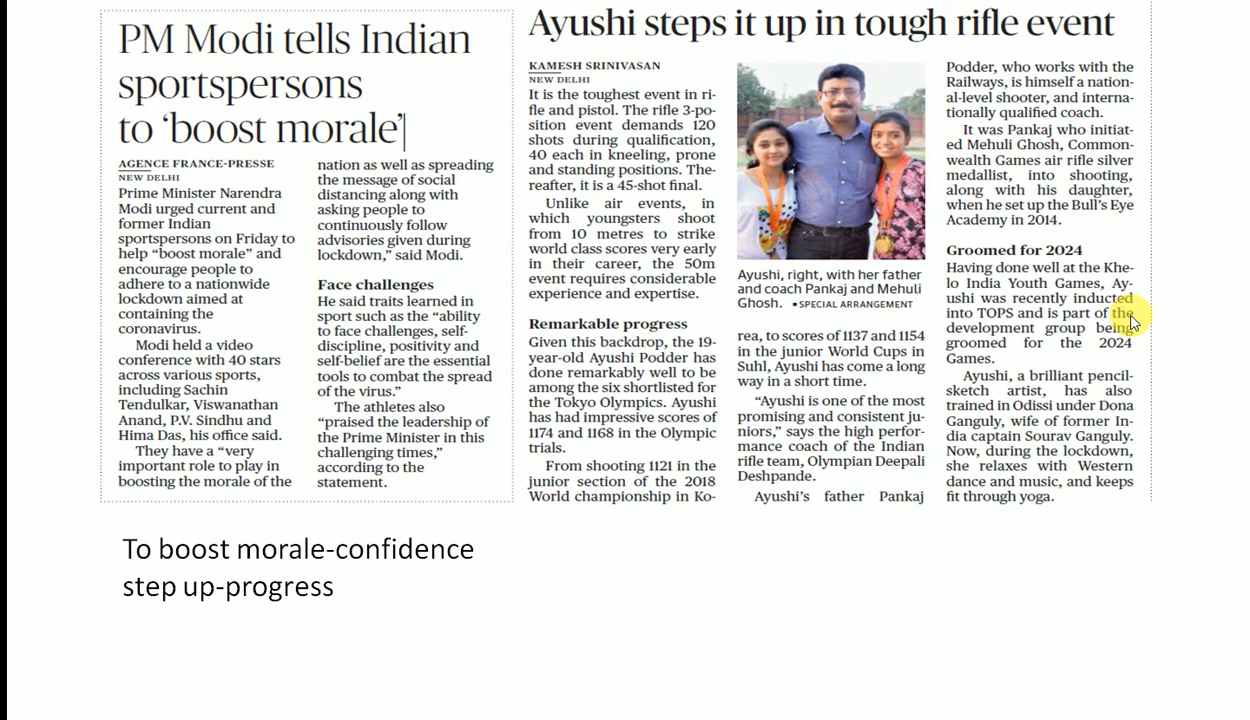 PM Modi tells Indian
sportspersons
to ‘boost morale’
AGENCE FRANCE-PRESSE
NEW DELHI
Prime Minister Narendra
Modi urged current and
former Indian
sportspersons on Friday to
help “boost morale” and
encourage people to
adhere to a nationwide
lockdown aimed at
containing the
coronavirus.
Modi held a video
conference with 40 stars
across various sports,
including Sachin
Tendulkar, Viswanathan
Anand, P.V. Sindhu and
Hima Das, his office said.
They have a “very
important role to play in
boosting the morale of the
nation as well as spreading
the message of social
distancing along with
asking people to
continuously follow
advisories given during
lockdown,” said Modi.
Face challenges
He said traits learned in
sport such as the “ability
to face challenges, self-
discipline, positivity and
self-belief are the essential
tools to combat the spread
of the virus.”
The athletes also
“praised the leadership of
the Prime Minister in this
challenging times,”
according to the
statement.
Ayushi steps it up in tough rifle event
KAMESH SRINIVASAN
NEW DELHI
It is the toughest event in ri-
fle and pistol. The rifle 3-po-
sition event demands 120
shots during qualification,
40 each in kneeling, prone
and standing positions. The-
reafter, it is a 45-shot final.
Unlike air events, in
which youngsters shoot
from 10 metres to strike
world class scores very early
in their career, the 50m
event requires considerable
experience and expertise.
Remarkable progress
Given this backdrop, the 19-
year-old Ayushi Podder has
done remarkably well to be
among the six shortlisted for
the Tokyo Olympics. Ayushi
has had impressive scores of
1174 and 1168 in the Olympic
trials.
From shooting 1121 in the
junior section of the 2018
World championship in Ko-
Ayushi, right, with her father
and coach Pankaj and Mehuli
Ghosh. ▪SPECIAL ARRANGEMENT
rea, to scores of 1137 and 1154
in the junior World Cups in
Suhl, Ayushi has come a long
way in a short time.
“Ayushi is one of the most
promising and consistent ju-
niors,” says the high perfor-
mance coach of the Indian
rifle team, Olympian Deepali
Deshpande.
Ayushi’s father Pankaj
Podder, who works with the
Railways, is himself a nation-
al-level shooter, and interna-
tionally qualified coach.
It was Pankaj who initiat-
ed Mehuli Ghosh, Common-
wealth Games air rifle silver
medallist, into shooting,
along with his daughter,
when he set up the Bull’s Eye
Academy in 2014.
Groomed for 2024
Having done well at the Khe-
lo India Youth Games, Ay-
ushi was recently inducted
into TOPS and is part of the
development group being
groomed for the 2024
Games.
Ayushi, a brilliant pencil-
sketch artist, has also
trained in Odissi under Dona
Ganguly, wife of former In-
dia captain Sourav Ganguly.
Now, during the lockdown,
she relaxes with Western
dance and music, and keeps
fit through yoga.
To boost morale-confidence
step up-progress